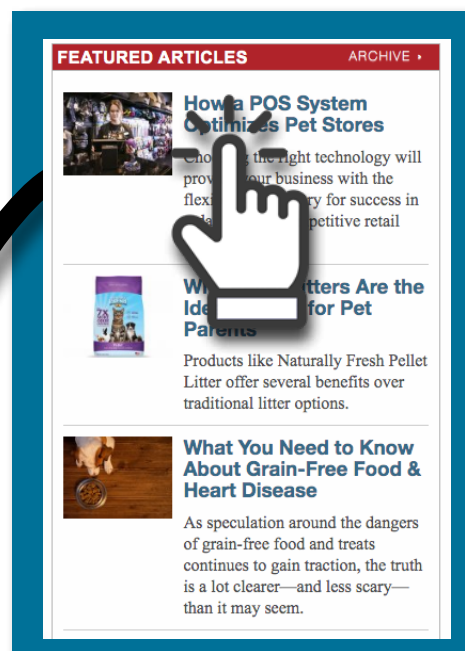 FEATURED ARTICLES
ARCHIVE ▸
How a POS System
Optimizes Pet Stores
the right technology will
your business with the
for success in
retail
Are the
for Pet
Parents
Products like Naturally Fresh Pellet
Litter offer several benefits over
traditional litter options.
What You Need to Know
About Grain-Free Food &
Heart Disease
As speculation around the dangers
of grain-free food and treats
continues to gain traction, the truth
is a lot clearer—and less scary—
than it may seem.